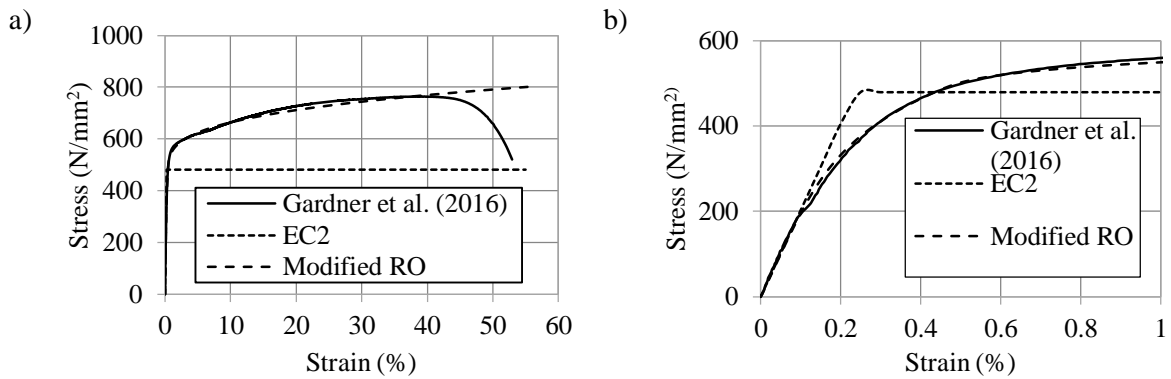 a)
1000
800
600
400
200
0
Stress (N/mm²)
Gardner et al. (2016)
EC2
Modified RO
0 10 20 30 40 50 60
Strain (%)
b)
600
400
200
0
Stress (N/mm²)
Gardner et al.
(2016)
EC2
Modified RO
0 0.2 0.4 0.6 0.8 1
Strain (%)